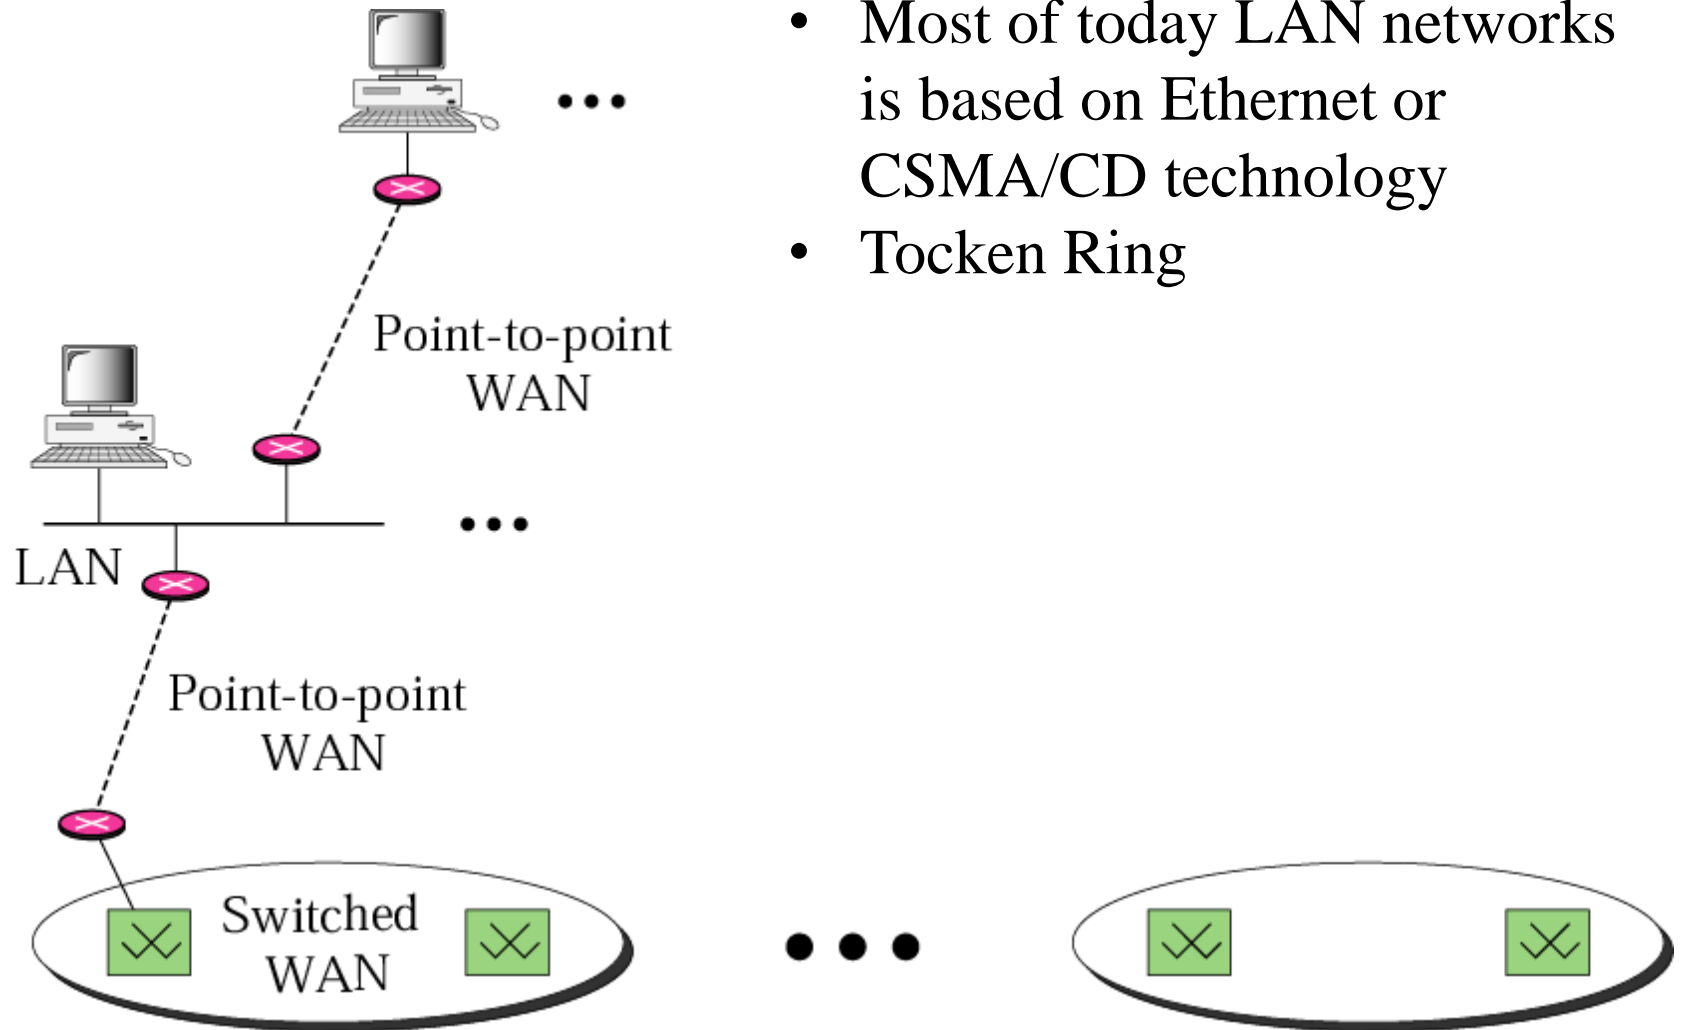 • Most of today LAN networks
is based on Ethernet or
CSMA/CD technology
• Tocken Ring
Point-to-point
WAN
LAN
Point-to-point
WAN
Switched
WAN